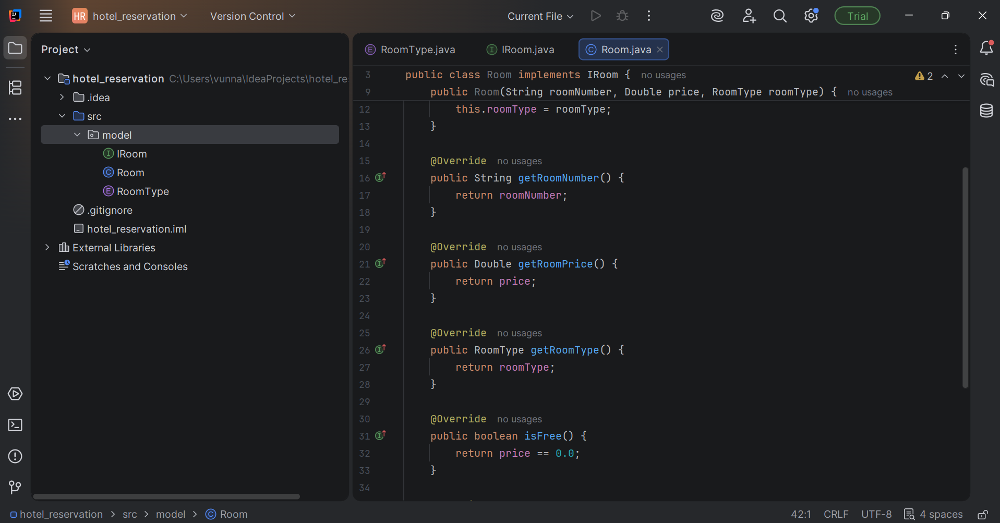 HR hotel_reservation Version Control Current File Trial
Project
hotel_reservation C:\Users\vunna\IdeaProjects\hotel_re
.idea
src
model
IRoom
Room
RoomType
.gitignore
hotel_reservation.iml
External Libraries
Scratches and Consoles
RoomType.java IRoom.java Room.java
3 public class Room implements IRoom { no usages 2
9 public Room(String roomNumber, Double price, RoomType roomType) { no usages
12 this.roomType = roomType;
13 }
14
15 @Override no usages
16 public String getRoomNumber() {
17 return roomNumber;
18 }
19
20 @Override no usages
21 public Double getRoomPrice() {
22 return price;
23 }
24
25 @Override no usages
26 public RoomType getRoomType() {
27 return roomType;
28 }
29
30 @Override no usages
31 public boolean isFree() {
32 return price == 0.0;
33 }
34
hotel_reservation > src > model > Room 42:1 CRLF UTF-8 4 spaces